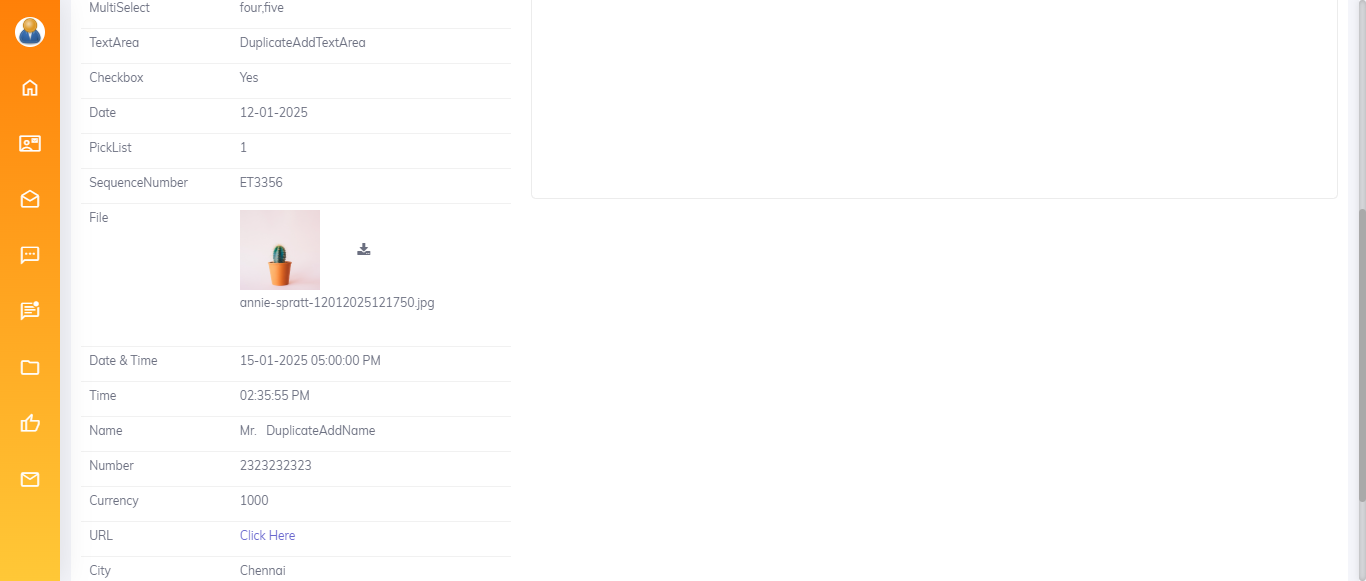 MultiSelect four,five
TextArea DuplicateAddTextArea
Checkbox Yes
Date 12-01-2025
PickList 1
SequenceNumber ET3356
File
annie-spratt-12012025121750.jpg
Date & Time 15-01-2025 05:00:00 PM
Time 02:35:55 PM
Name Mr. DuplicateAddName
Number 2323232323
Currency 1000
URL Click Here
City Chennai